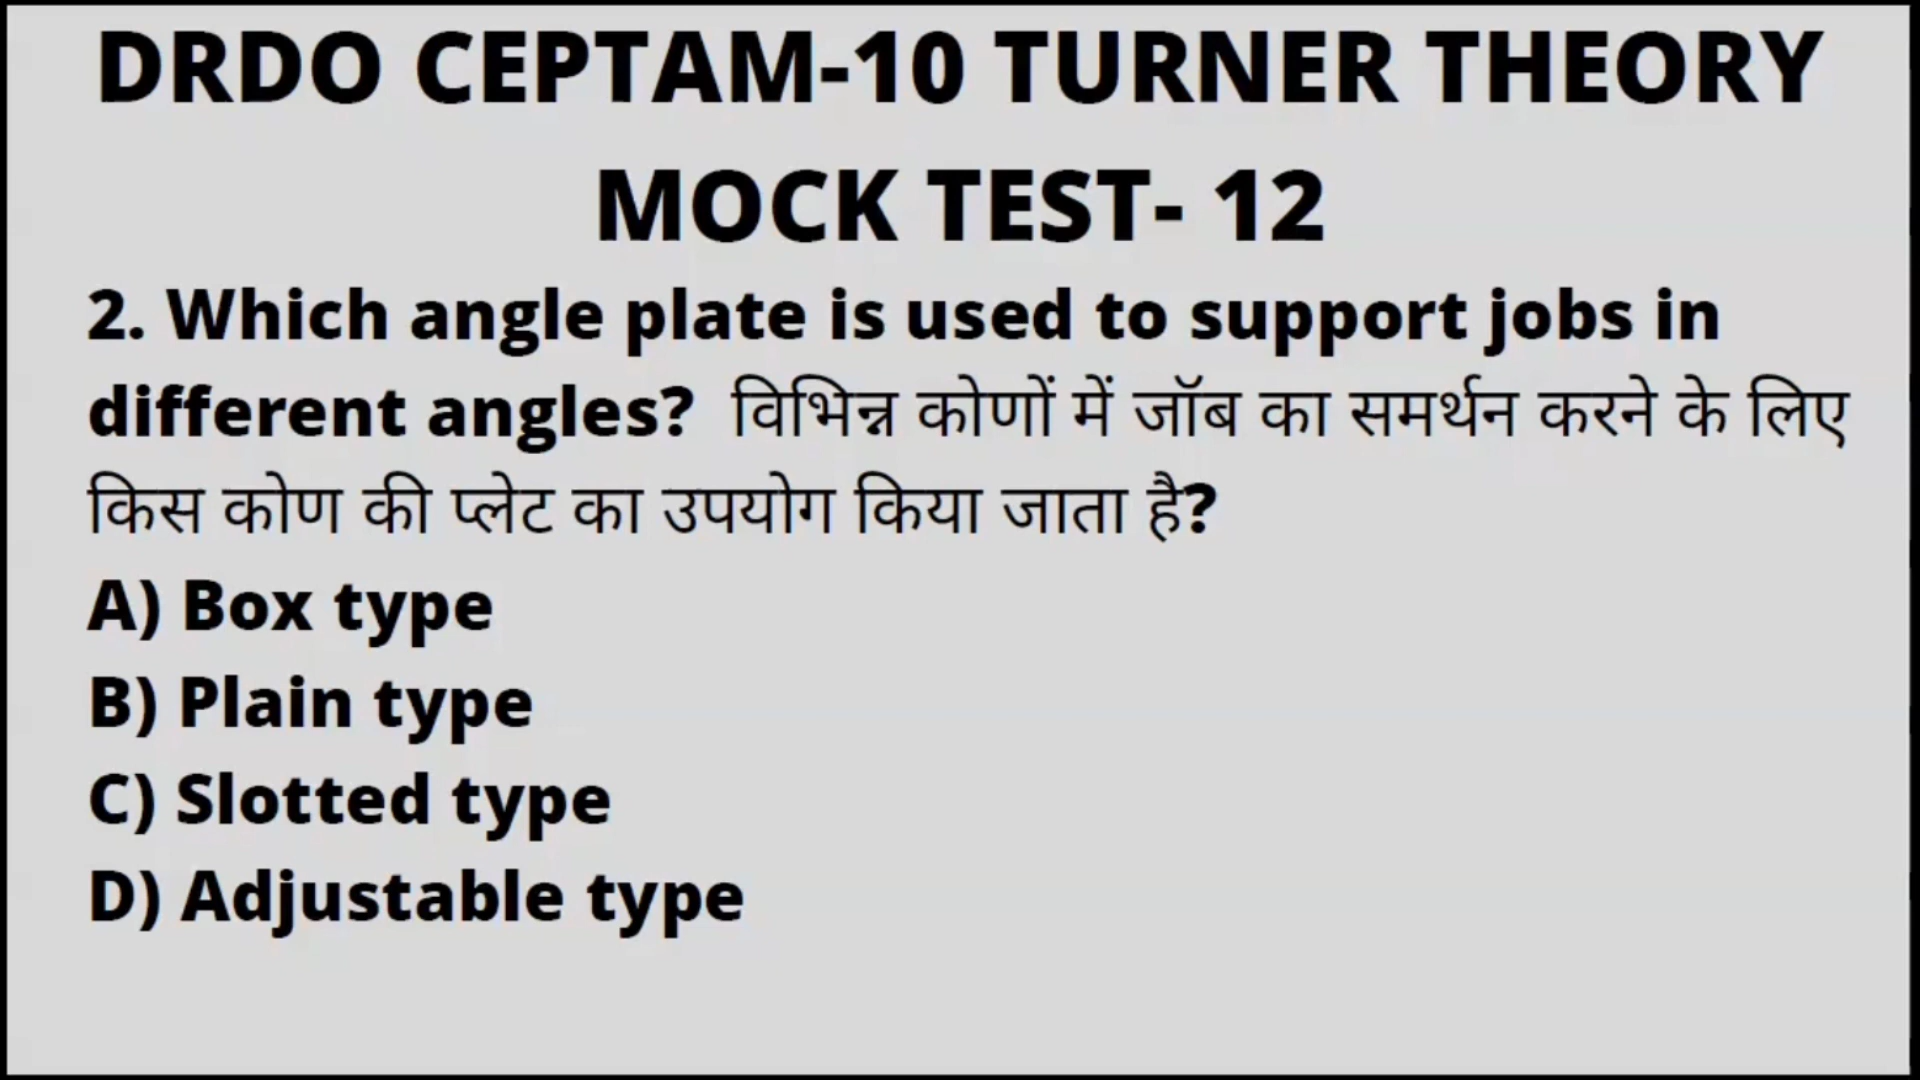 DRDO CEPTAM-10 TURNER THEORY
MOCK TEST- 12
2. Which angle plate is used to support jobs in
different angles? विभिन्न कोणों में जॉब का समर्थन करने के लिए
किस कोण की प्लेट का उपयोग किया जाता है?
A) Box type
B) Plain type
C) Slotted type
D) Adjustable type